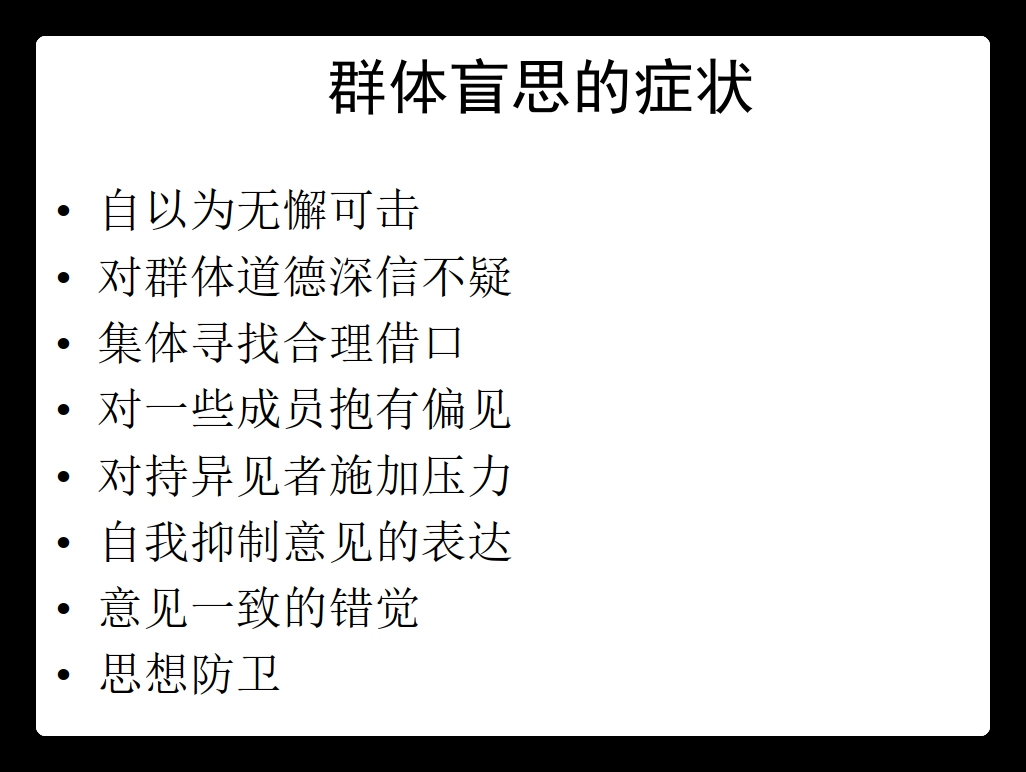 群体盲思的症状
• 自以为无懈可击
• 对群体道德深信不疑
• 集体寻找合理借口
• 对一些成员抱有偏见
• 对持异见者施加压力
• 自我抑制意见的表达
• 意见一致的错觉
• 思想防卫